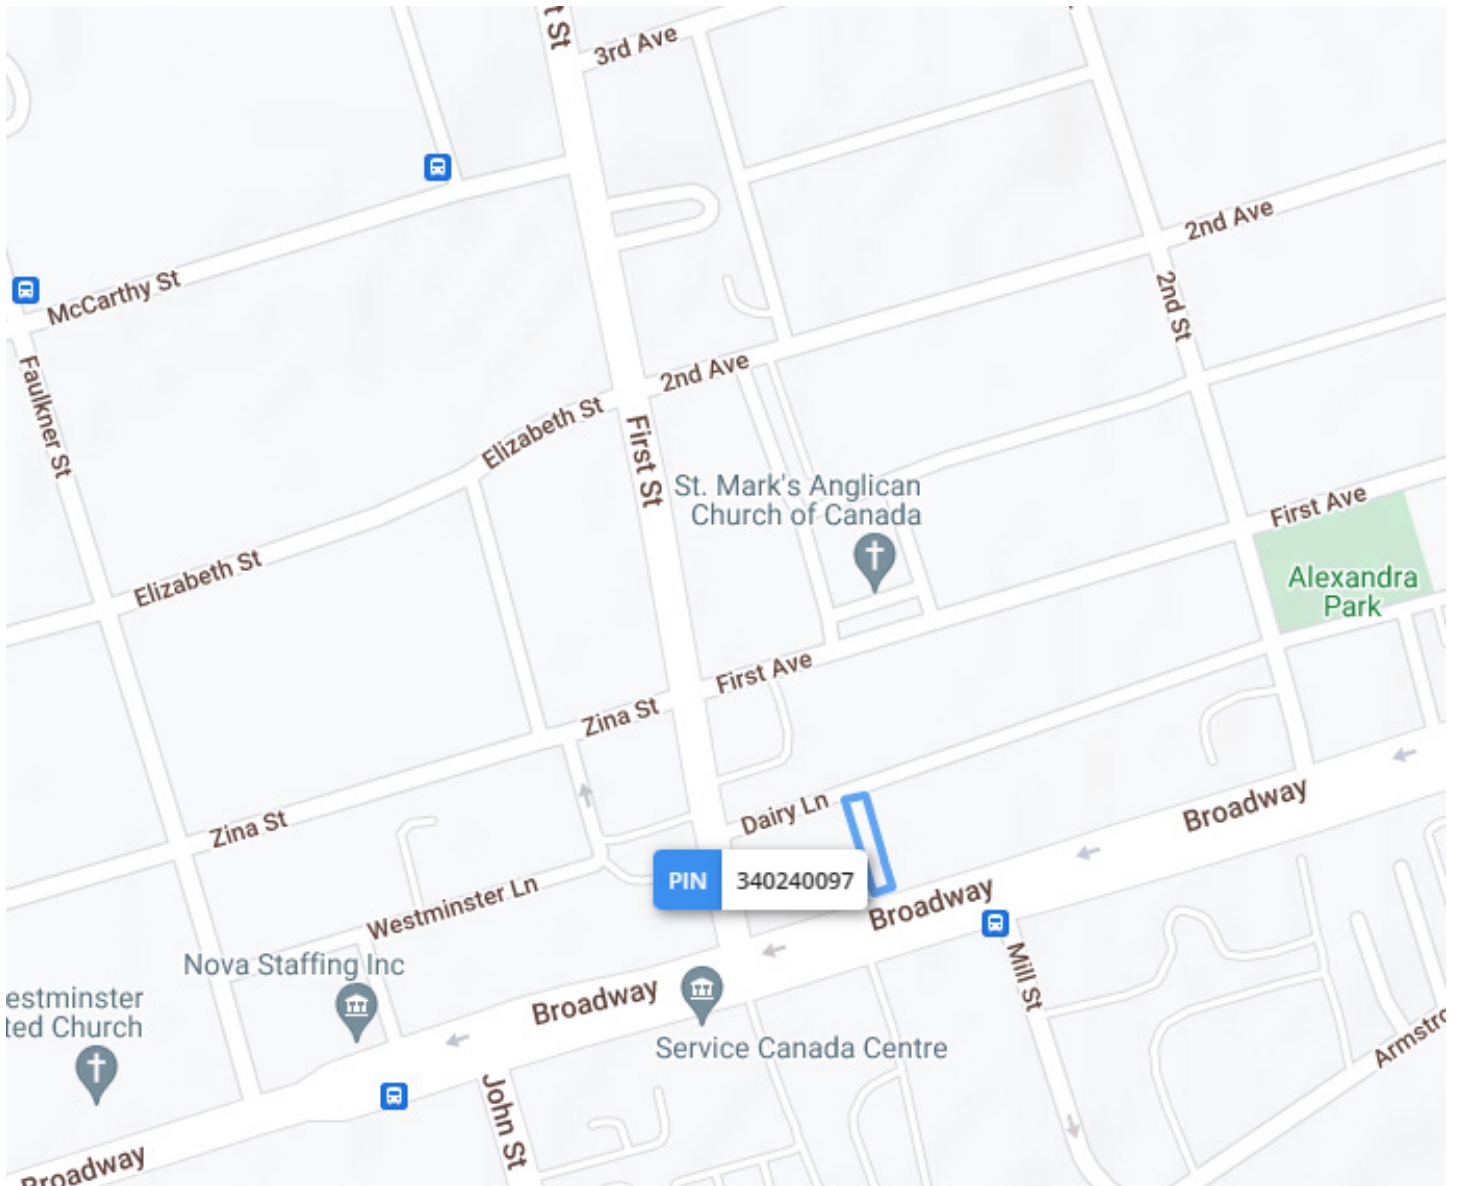 t St
3rd Ave
2nd Ave
McCarthy St
2nd St
Faulkner St
2nd Ave
Elizabeth St
First St
St. Mark's Anglican
Church of Canada
First Ave
Elizabeth St
Alexandra
Park
First Ave
Zina St
Zina St
Dairy Ln
Broadway
PIN 340240097
Westminster Ln
Broadway
Nova Staffing Inc
Mill St
estminster
ted Church
Broadway
Service Canada Centre
Armstro
John St
Broadway